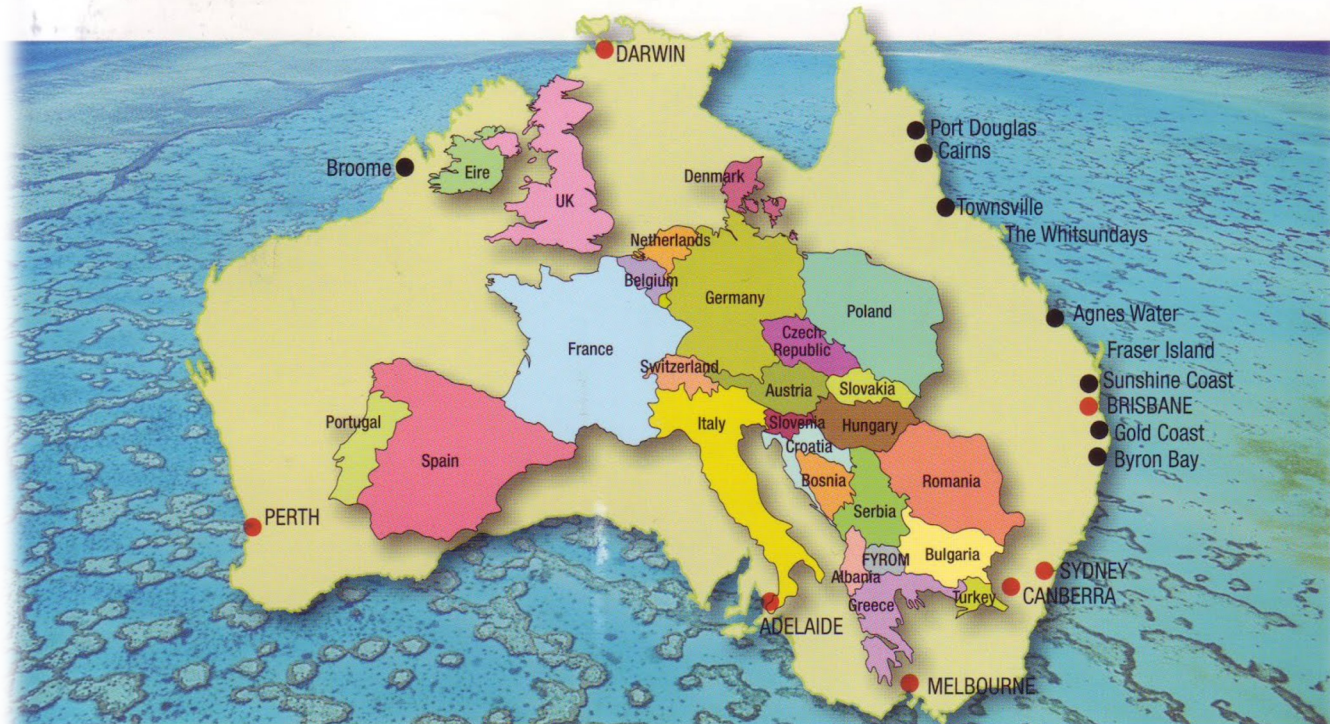 DARWIN
Port Douglas
Cairns
Broome
Eire
UK
Denmark
Townsville
The Whitsundays
Netherlands
Belgium
Germany
Poland
Agnes Water
Czech
Republic
France
Fraser Island
Switzerland
Austria
Slovakia
Sunshine Coast
BRISBANE
Portugal
Italy
Slovenia
Hungary
Gold Coast
Croatia
Byron Bay
Spain
Bosnia
Romania
Serbia
PERTH
Bulgaria
FYROM
Albania
SYDNEY
CANBERRA
Turkey
Greece
ADELAIDE
MELBOURNE